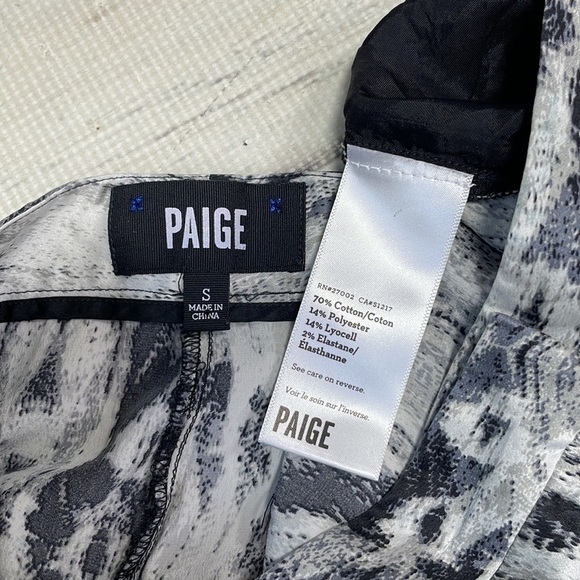 PAIGE
S
MADE IN
CHINA
RN#27002 CA#51217
70% Cotton/Coton
14% Polyester
14% Lyocell
2% Elastane/
Élasthanne
See care on reverse.
Voir le soin sur l'inverse.
PAIGE